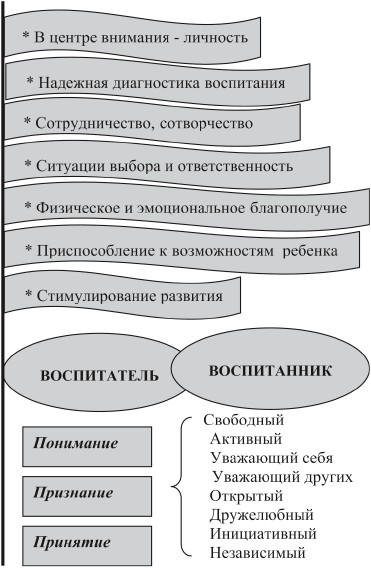 * В центре внимания - личность
* Надежная диагностика воспитания
* Сотрудничество, сотворчество
* Ситуации выбора и ответственность
* Физическое и эмоциональное благополучие
* Приспособление к возможностям ребенка
* Стимулирование развития
ВОСПИТАТЕЛЬ
ВОСПИТАННИК
Понимание
Признание
Принятие
Свободный
Активный
Уважающий себя
Уважающий других
Открытый
Дружелюбный
Инициативный
Независимый